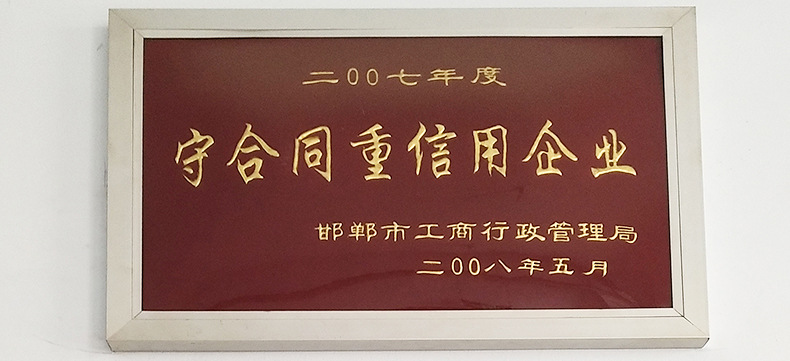 二00七年度
守合同重信用企业
邯郸市工商行政管理局
二00八年五月